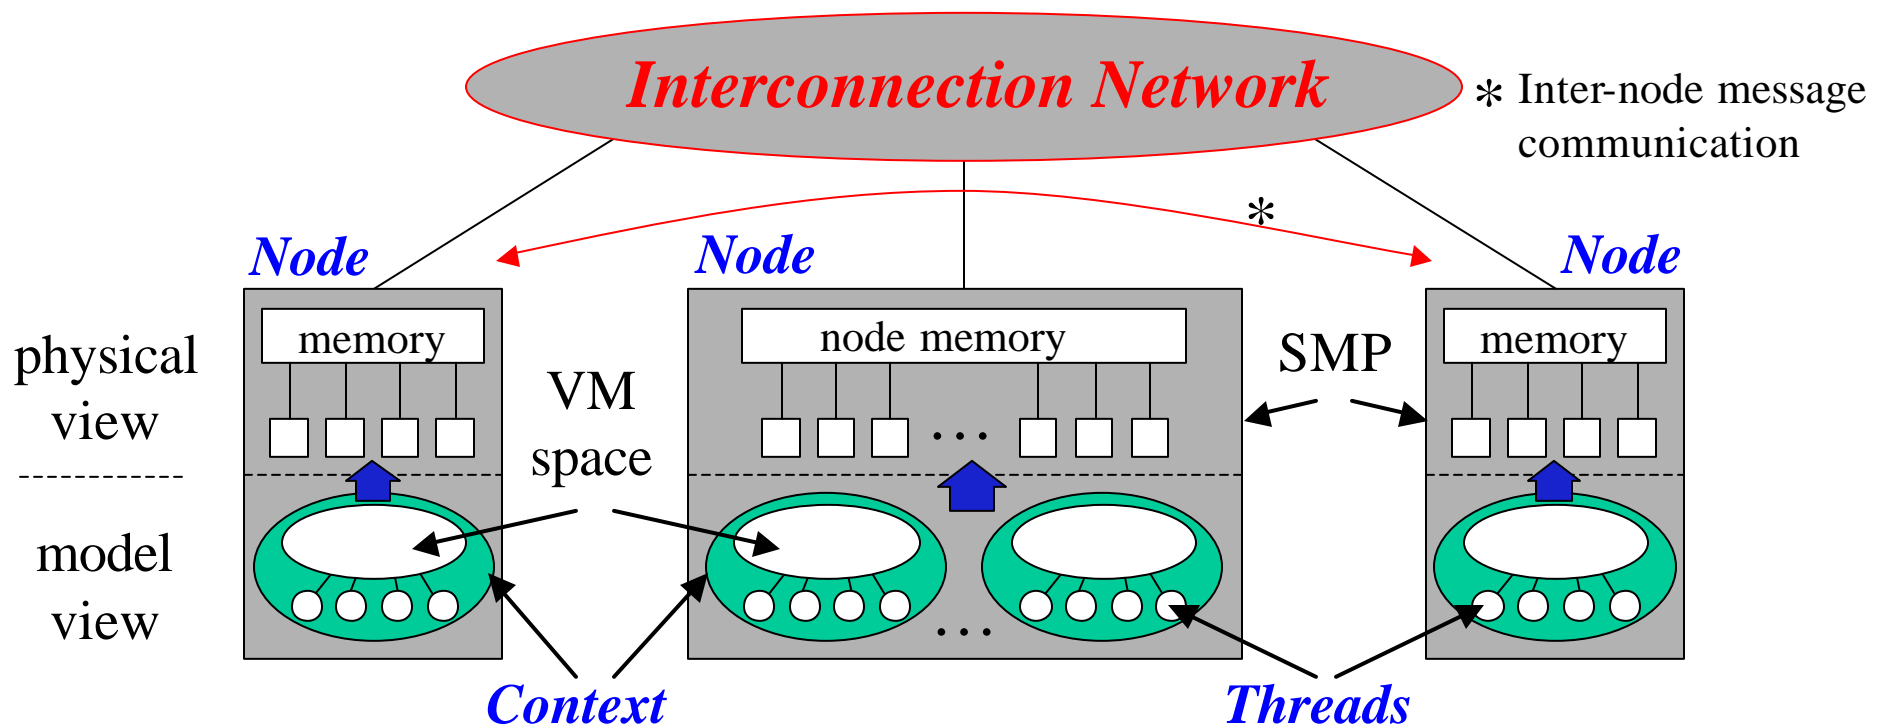 Interconnection Network
* Inter-node message
communication
*
Node
Node
Node
memory
node memory
memory
physical
view
VM
space
SMP
...
------------
model
view
...
Context
Threads